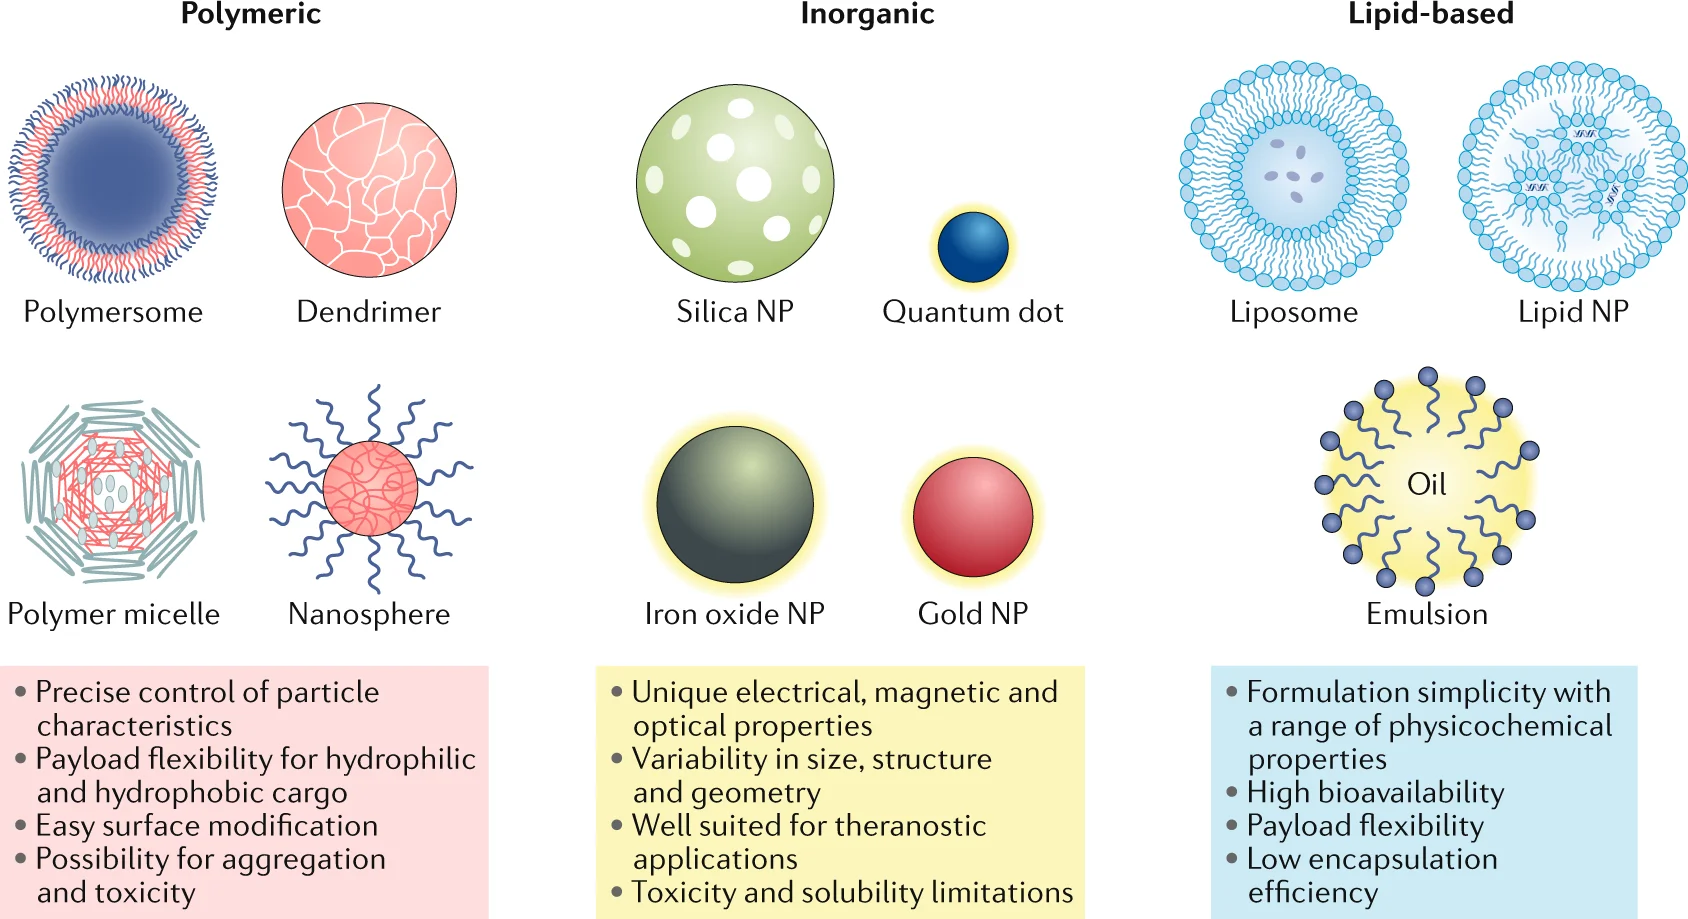 Polymeric
Inorganic
Lipid-based
Polymersome
Dendrimer
Silica NP
Quantum dot
Liposome
Lipid NP
Oil
Polymer micelle
Nanosphere
Iron oxide NP
Gold NP
Emulsion
• Precise control of particle
characteristics
• Payload flexibility for hydrophilic
and hydrophobic cargo
• Easy surface modification
• Possibility for aggregation
and toxicity
• Unique electrical, magnetic and
optical properties
• Variability in size, structure
and geometry
• Well suited for theranostic
applications
• Toxicity and solubility limitations
• Formulation simplicity with
a range of physicochemical
properties
• High bioavailability
• Payload flexibility
• Low encapsulation
efficiency